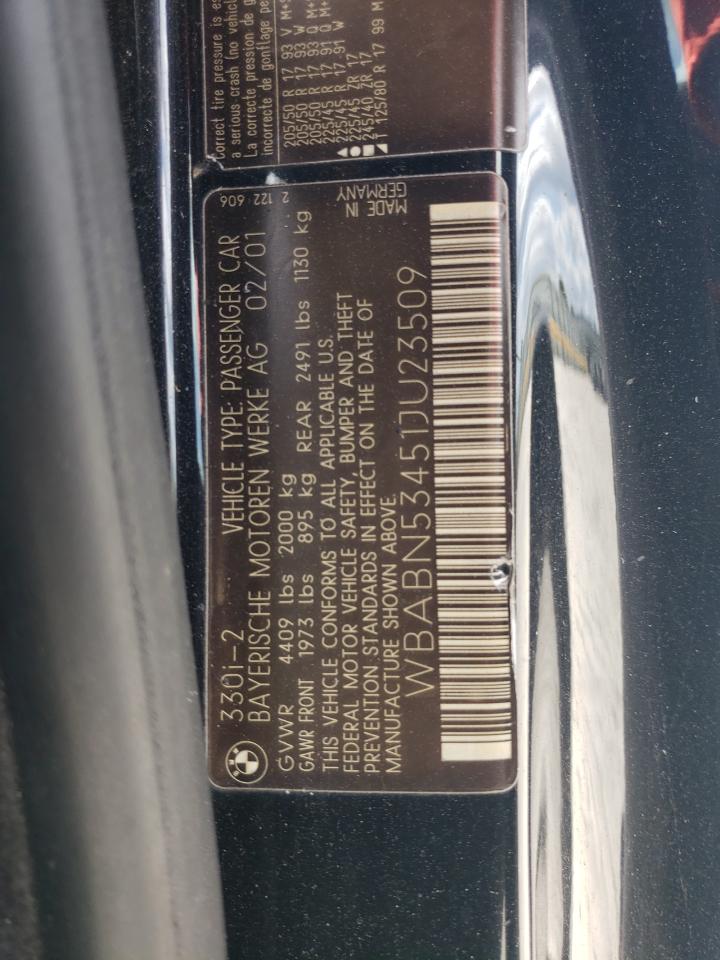 2 122 606
330i-2 VEHICLE TYPE: PASSENGER CAR
BAYERISCHE MOTOREN WERKE AG 02/01
GVWR 4409 lbs 2000 kg
GAWR FRONT 1973 lbs 895 kg REAR 2491 lbs 1130 kg
THIS VEHICLE CONFORMS TO ALL APPLICABLE U.S.
FEDERAL MOTOR VEHICLE SAFETY, BUMPER AND THEFT
PREVENTION STANDARDS IN EFFECT ON THE DATE OF
MANUFACTURE SHOWN ABOVE.
MADE IN
GERMANY
WBABN53451JU23509
Correct tire pressure is
a serious crash (no vehicle
La correcte pression de
incorrecte de gonflage
205/50 R 17 93 V
205/50 R 17 93 W
205/50 R 17 93 Q
225/45 R 17 91 Q
225/45 R 17 91 W
225/45 ZR 17
245/40 ZR 17
T 125/80 R 17 99 M